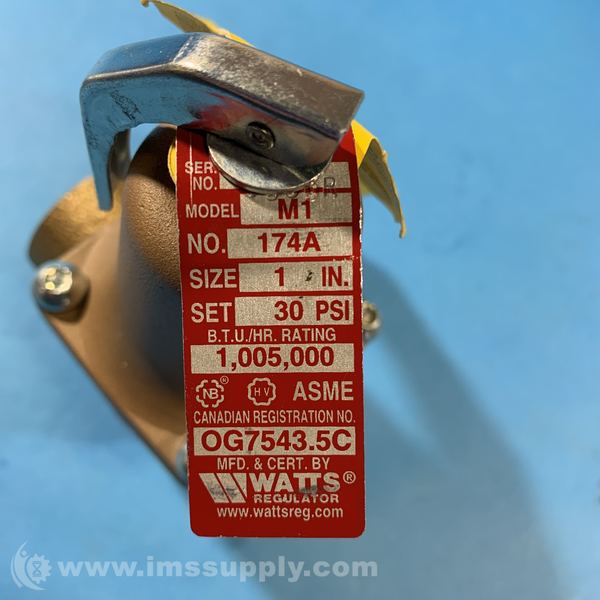 SER.
NO.
MODEL M1
NO. 174A
SIZE 1 IN.
SET 30 PSI
B.T.U./HR. RATING
1,005,000
NB® HV ASME
CANADIAN REGISTRATION NO.
OG7543.5C
MFD. & CERT. BY
WATTS®
REGULATOR
www.wattsreg.com
www.imssupply.com/